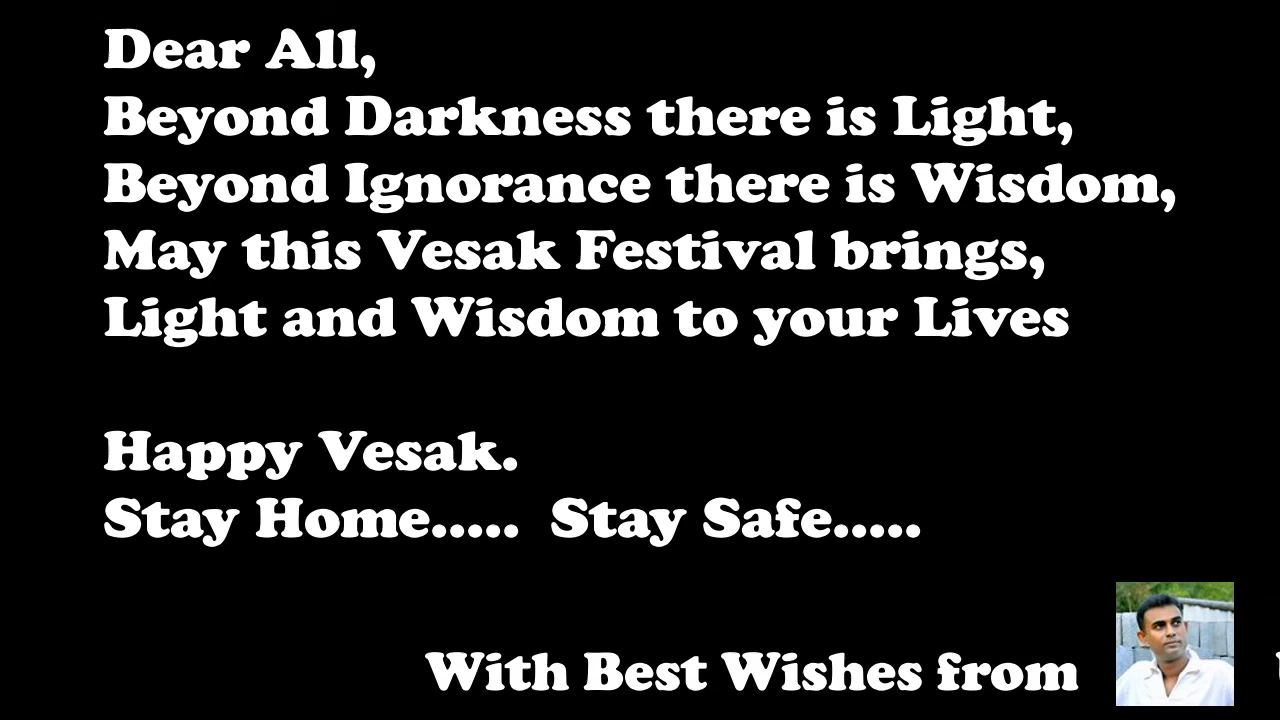 Dear All,
Beyond Darkness there is Light,
Beyond Ignorance there is Wisdom,
May this Vesak Festival brings,
Light and Wisdom to your Lives
Happy Vesak.
Stay Home..... Stay Safe.....
With Best Wishes from